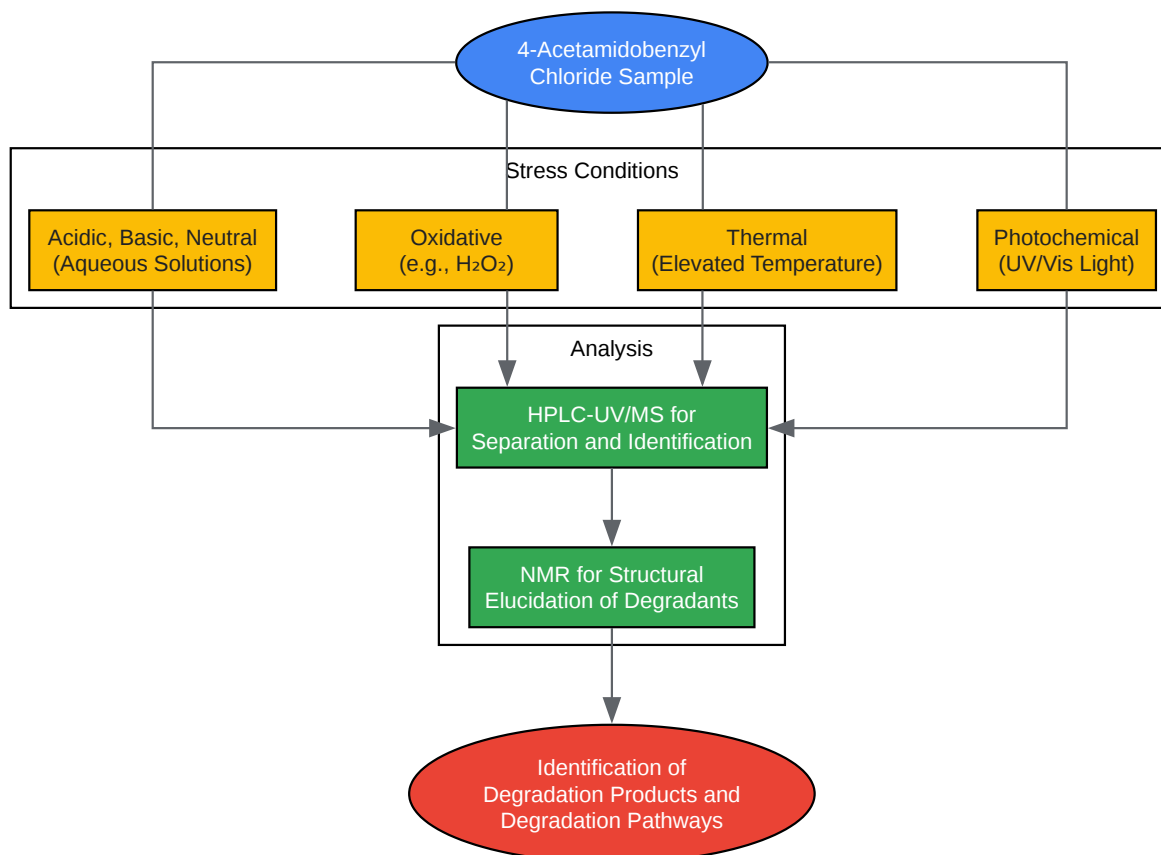 4-Acetamidobenzyl
Chloride Sample
Stress Conditions
Acidic, Basic, Neutral
(Aqueous Solutions)
Oxidative
(e.g., H₂O₂)
Thermal
(Elevated Temperature)
Photochemical
(UV/Vis Light)
Analysis
HPLC-UV/MS for
Separation and Identification
NMR for Structural
Elucidation of Degradants
Identification of
Degradation Products and
Degradation Pathways